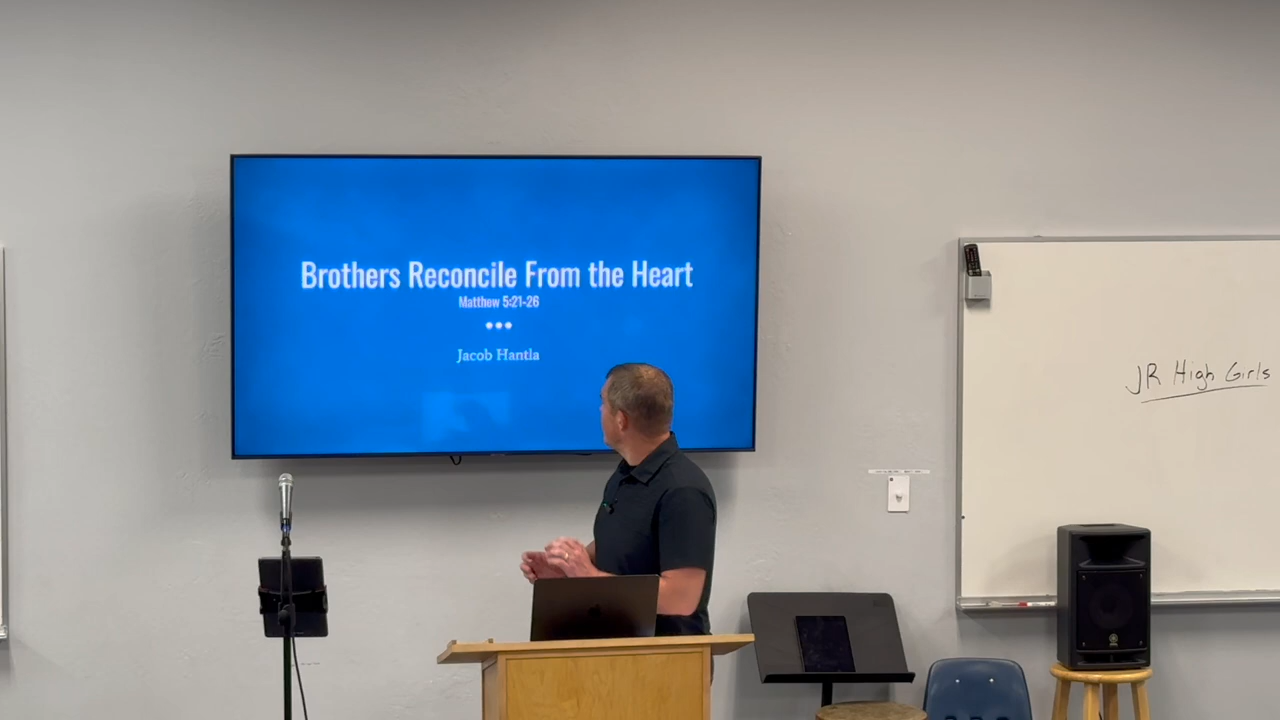 Brothers Reconcile From the Heart
Matthew 5:21-26
Jacob Hantla
JR High Girls